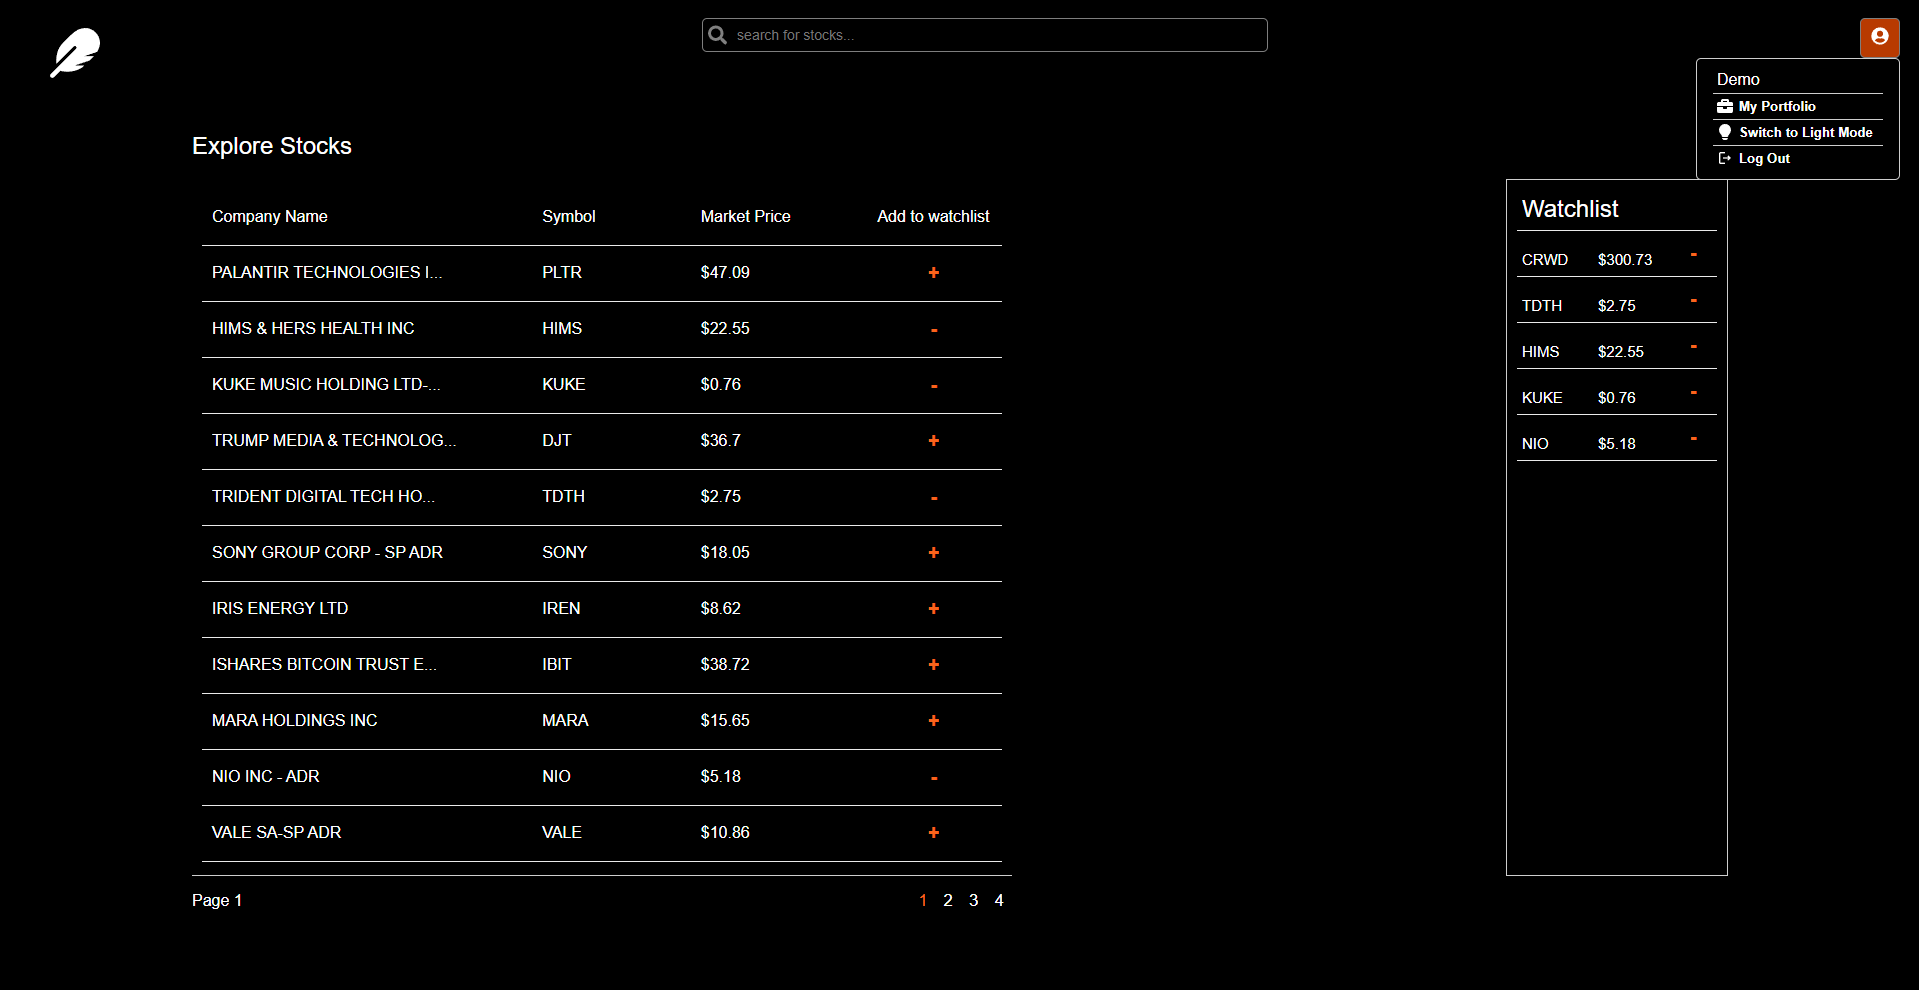 search for stocks...
Demo
My Portfolio
Switch to Light Mode
Log Out
Explore Stocks
Company Name Symbol Market Price Add to watchlist
PALANTIR TECHNOLOGIES I... PLTR $47.09 +
HIMS & HERS HEALTH INC HIMS $22.55 -
KUKE MUSIC HOLDING LTD-... KUKE $0.76 -
TRUMP MEDIA & TECHNOLOG... DJT $36.7 +
TRIDENT DIGITAL TECH HO... TDTH $2.75 -
SONY GROUP CORP - SP ADR SONY $18.05 +
IRIS ENERGY LTD IREN $8.62 +
ISHARES BITCOIN TRUST E... IBIT $38.72 +
MARA HOLDINGS INC MARA $15.65 +
NIO INC - ADR NIO $5.18 -
VALE SA-SP ADR VALE $10.86 +
Page 1 1 2 3 4
Watchlist
CRWD $300.73 -
TDTH $2.75 -
HIMS $22.55 -
KUKE $0.76 -
NIO $5.18 -